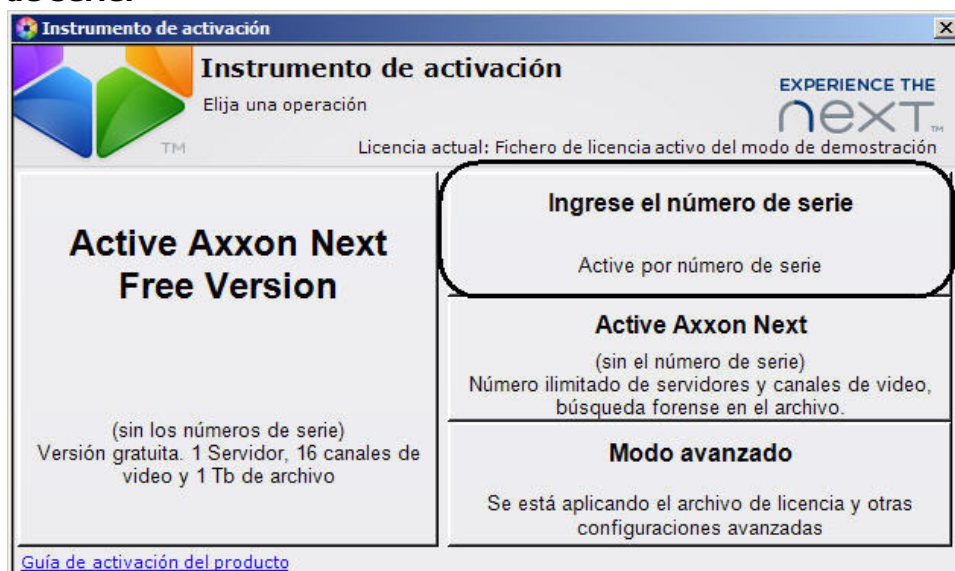 de serie.
Instrumento de activación
Instrumento de activación
Elija una operación
EXPERIENCE THE
next™
TM
Licencia actual: Fichero de licencia activo del modo de demostración
Active Axxon Next
Free Version
(sin los números de serie)
Versión gratuita. 1 Servidor, 16 canales de
video y 1 Tb de archivo
Ingrese el número de serie
Active por número de serie
Active Axxon Next
(sin el número de serie)
Número ilimitado de servidores y canales de video,
búsqueda forense en el archivo.
Modo avanzado
Se está aplicando el archivo de licencia y otras
configuraciones avanzadas
Guía de activación del producto